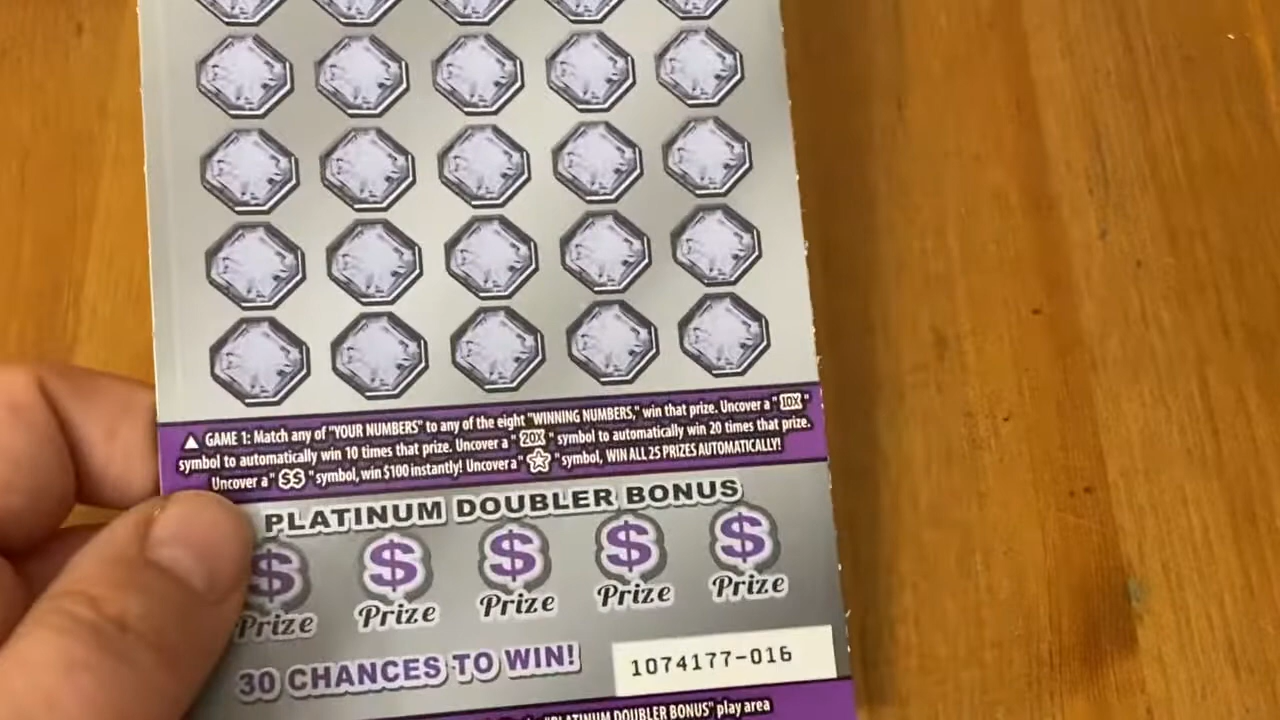 ▲ GAME 1: Match any of "YOUR NUMBERS" to any of the eight "WINNING NUMBERS," win that prize. Uncover a "10X"
symbol to automatically win 10 times that prize. Uncover a "20X" symbol to automatically win 20 times that prize.
Uncover a "$$" symbol, win $100 instantly! Uncover a "☆" symbol, WIN ALL 25 PRIZES AUTOMATICALLY!
PLATINUM DOUBLER BONUS
$ $ $ $ $
Prize Prize Prize Prize Prize
30 CHANCES TO WIN!
1074177-016
"PLATINUM DOUBLER BONUS" play area